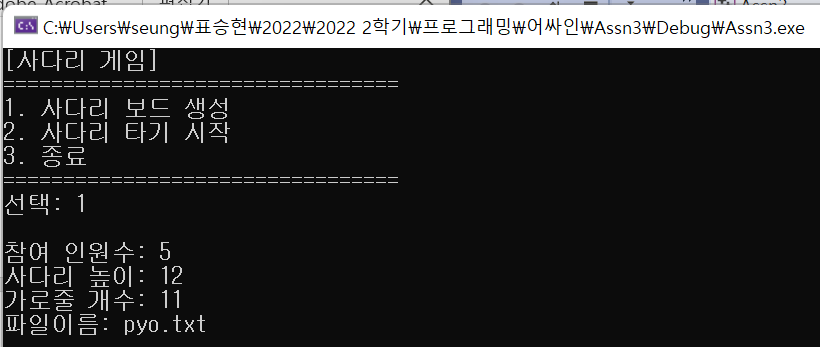 C:\Users\seung\표승현\2022\2022 2학기\프로그래밍\어싸인\Assn3\Debug\Assn3.exe
[사다리 게임]
=================================
1. 사다리 보드 생성
2. 사다리 타기 시작
3. 종료
=================================
선택: 1
참여 인원수: 5
사다리 높이: 12
가로줄 개수: 11
파일이름: pyo.txt